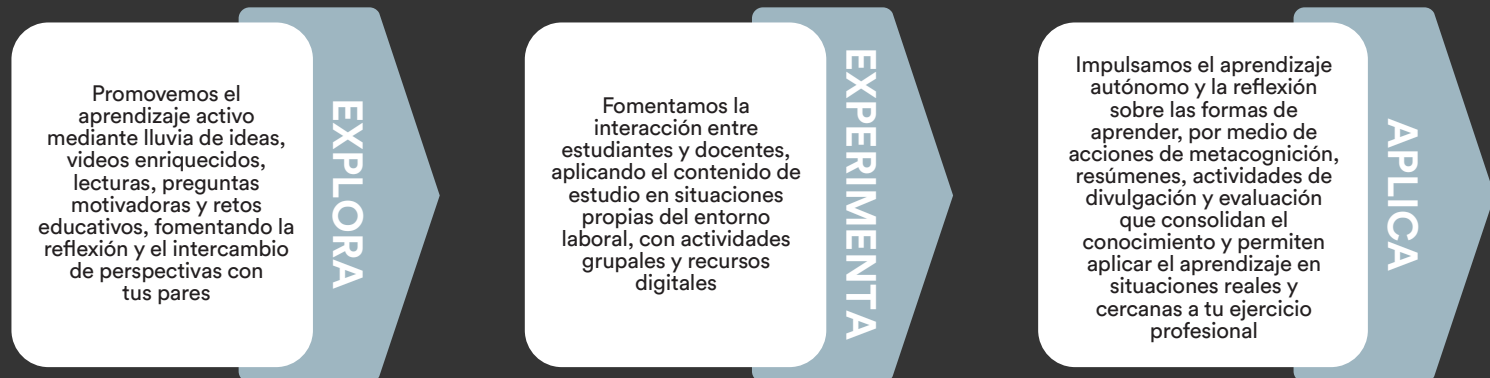 Promovemos el
aprendizaje activo
mediante lluvia de ideas,
videos enriquecidos,
lecturas, preguntas
motivadoras y retos
educativos, fomentando la
reflexión y el intercambio
de perspectivas con
tus pares
EXPLORA
Fomentamos la
interacción entre
estudiantes y docentes,
aplicando el contenido de
estudio en situaciones
propias del entorno
laboral, con actividades
grupales y recursos
digitales
EXPERIMENTA
Impulsamos el aprendizaje
autónomo y la reflexión
sobre las formas de
aprender, por medio de
acciones de metacognición,
resúmenes, actividades de
divulgación y evaluación
que consolidan el
conocimiento y permiten
aplicar el aprendizaje en
situaciones reales y
cercanas a tu ejercicio
profesional
APLICA